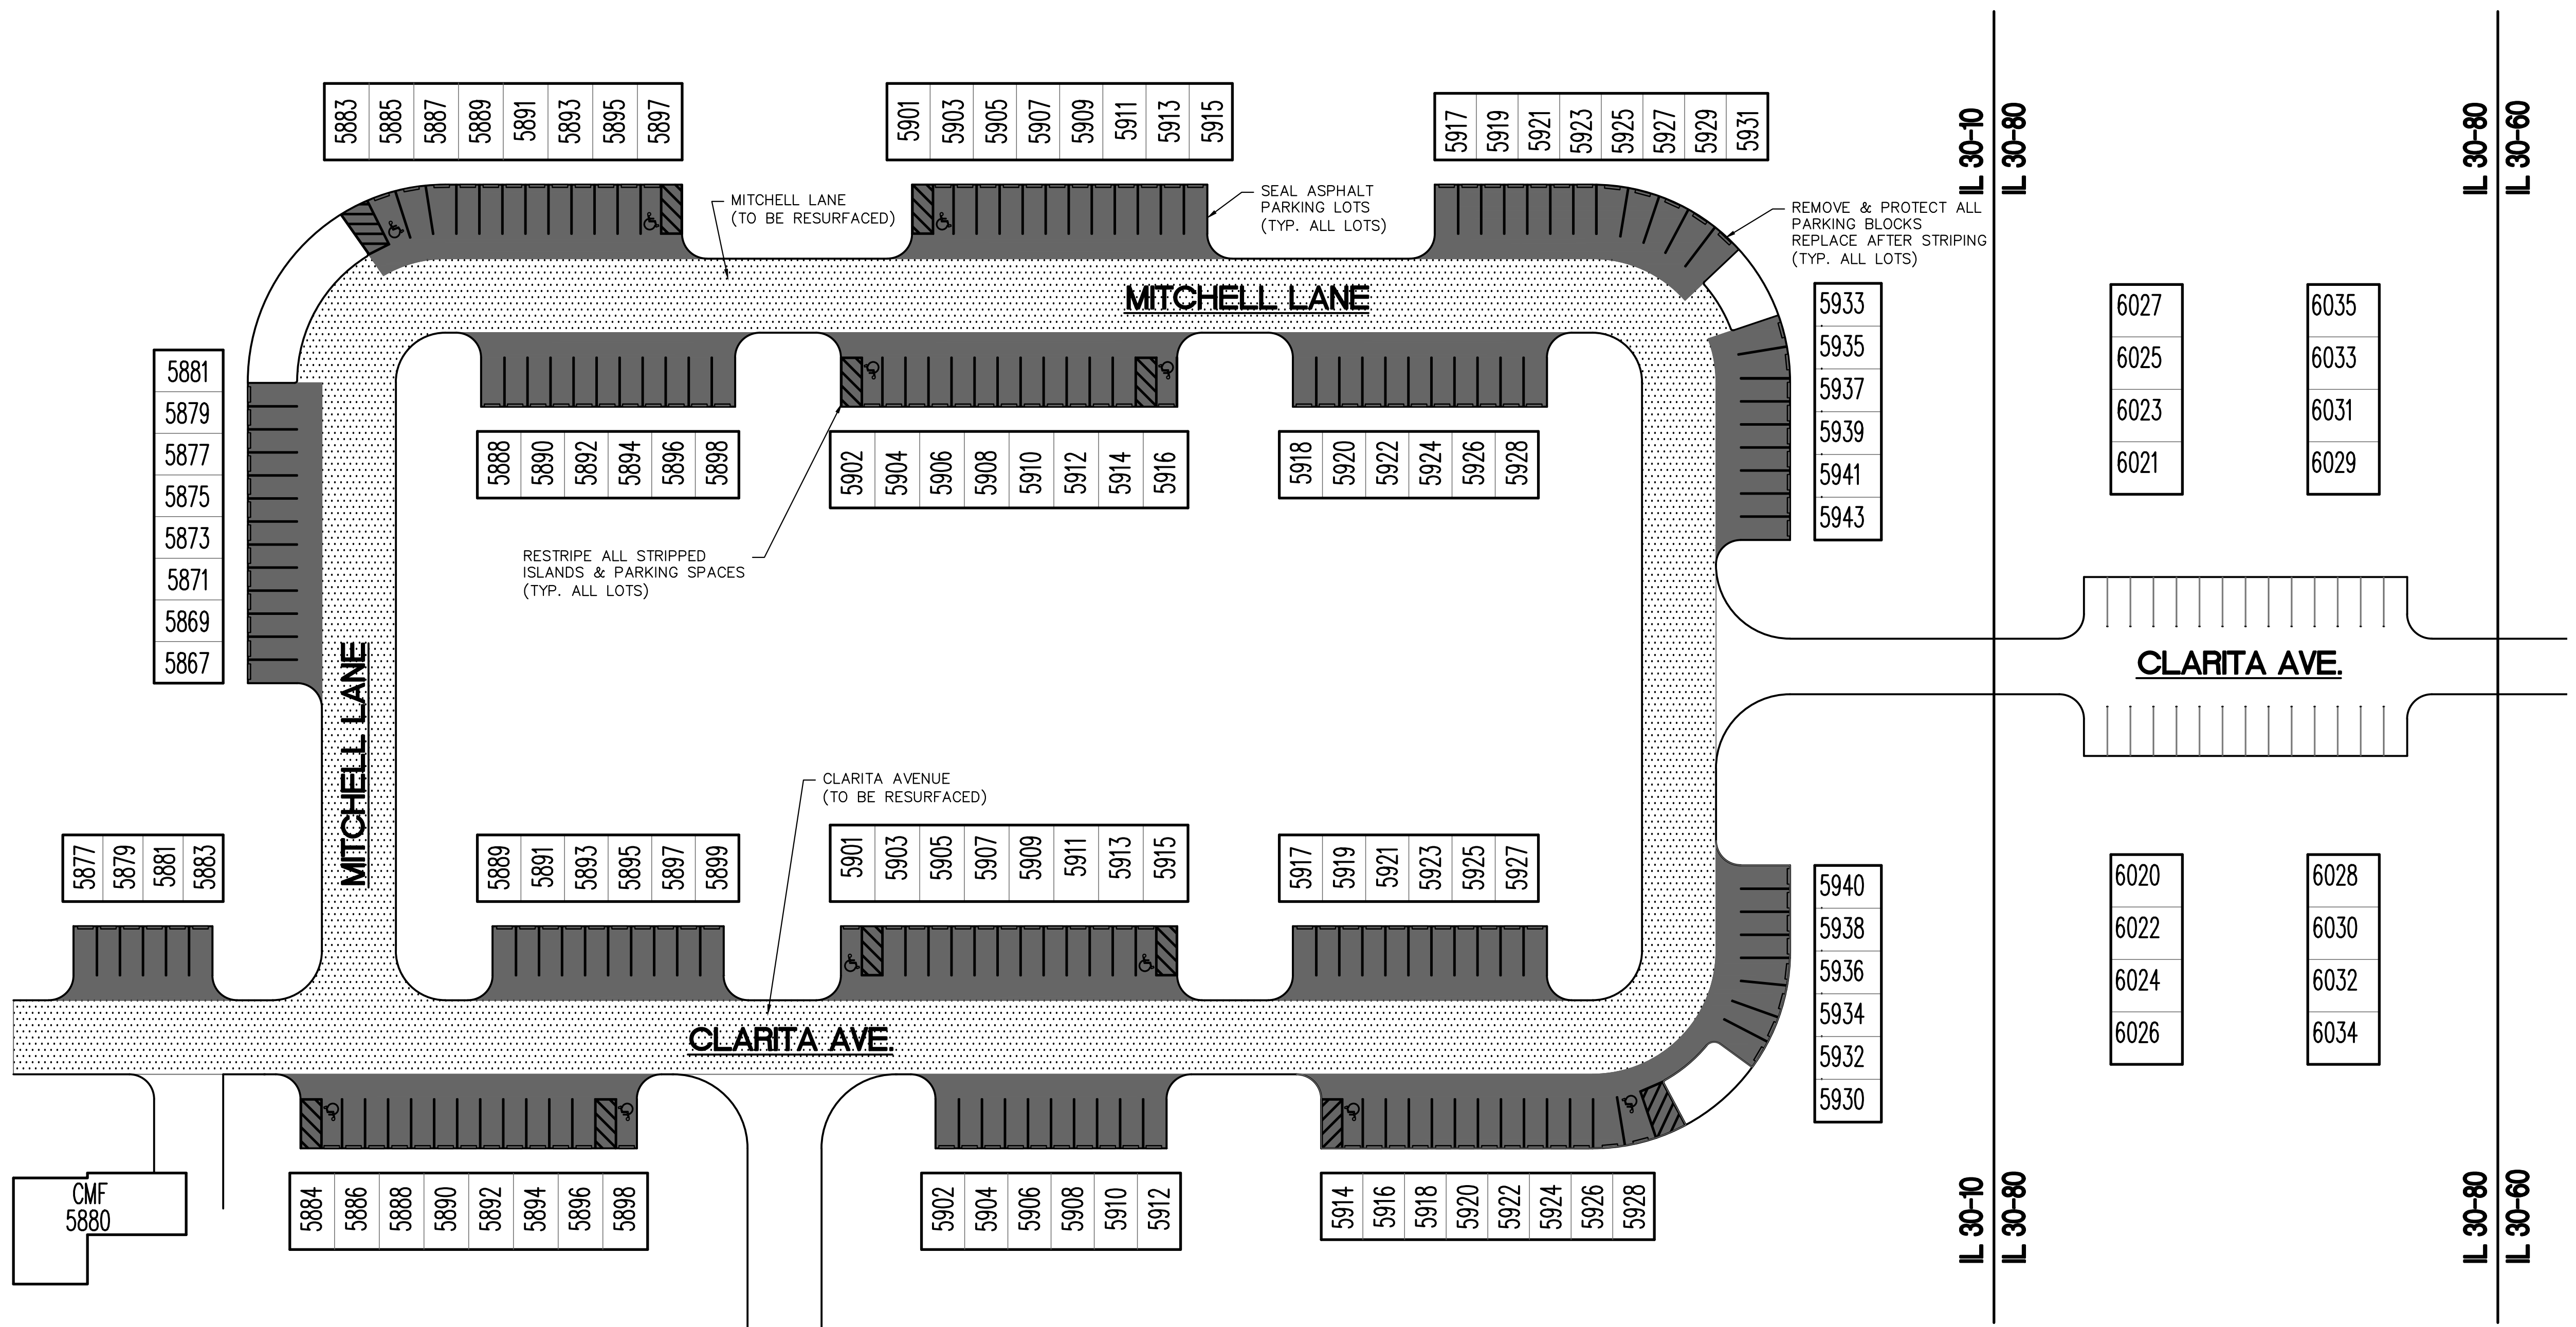 5883 5885 5887 5889 5891 5893 5895 5897
5901 5903 5905 5907 5909 5911 5913 5915
5917 5919 5921 5923 5925 5927 5929 5931
IL 30-10
IL 30-80
IL 30-80
IL 30-60
MITCHELL LANE
(TO BE RESURFACED)
SEAL ASPHALT
PARKING LOTS
(TYP. ALL LOTS)
REMOVE & PROTECT ALL
PARKING BLOCKS
REPLACE AFTER STRIPING
(TYP. ALL LOTS)
MITCHELL LANE
5881
5879
5877
5875
5873
5871
5869
5867
5888 5890 5892 5894 5896 5898
5902 5904 5906 5908 5910 5912 5914 5916
5918 5920 5922 5924 5926 5928
5933
5935
5937
5939
5941
5943
6027
6025
6023
6021
6035
6033
6031
6029
RESTRIPE ALL STRIPPED
ISLANDS & PARKING SPACES
(TYP. ALL LOTS)
MITCHELL LANE
CLARITA AVE.
CLARITA AVENUE
(TO BE RESURFACED)
5877 5879 5881 5883
5889 5891 5893 5895 5897 5899
5901 5903 5905 5907 5909 5911 5913 5915
5917 5919 5921 5923 5925 5927
5940
5938
5936
5934
5932
5930
6020
6022
6024
6026
6028
6030
6032
6034
CLARITA AVE.
CMF
5880
5884 5886 5888 5890 5892 5894 5896 5898
5902 5904 5906 5908 5910 5912
5914 5916 5918 5920 5922 5924 5926 5928
IL 30-10
IL 30-80
IL 30-80
IL 30-60